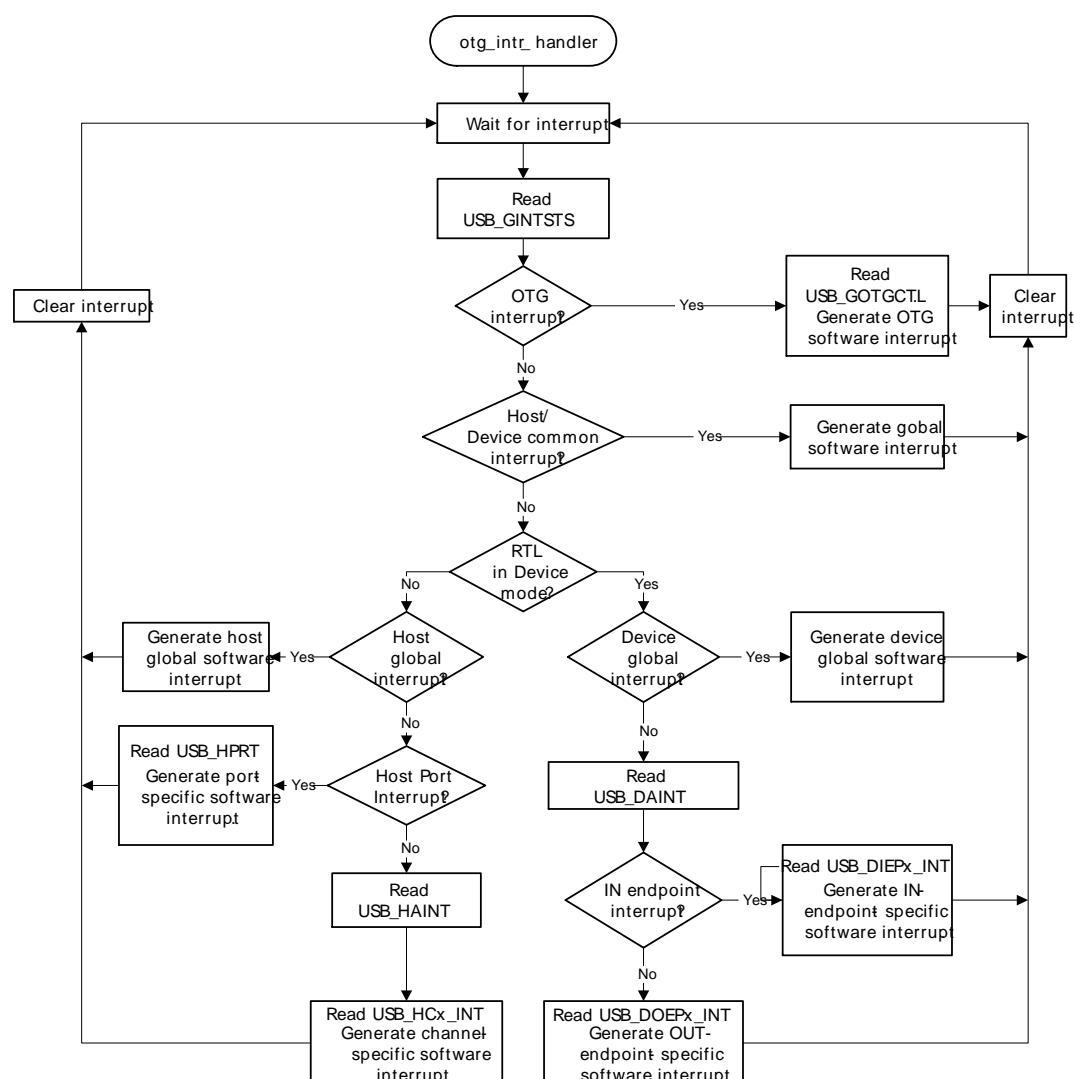 otg_intr_ handler
Wait for interrupt
Read
USB_GINTSTS
OTG
interrupt?
Yes
Read
USB_GOTGCT.L
Generate OTG
software interrupt
Clear
interrupt
Clear interrupt
No
Host/
Device common
interrupt?
Yes
Generate gobal
software interrupt
No
RTL
in Device
mode?
No
Yes
Generate host
global software
interrupt
Yes
Host
global
interrupt?
Device
global
interrupt?
Yes
Generate device
global software
interrupt
No
No
Read USB_HPRT
Generate port-
specific software
interrup.t
Yes
Host Port
Interrupt?
Read
USB_DAINT
No
Read
USB_HAINT
IN endpoint
interrupt?
Yes
Read USB_DIEPx_INT
Generate IN-
endpoint- specific
software interrupt
No
Read USB_HCx_INT
Generate channel-
specific software
interrupt
Read USB_DOEPx_INT
Generate OUT-
endpoint- specific
software interrupt